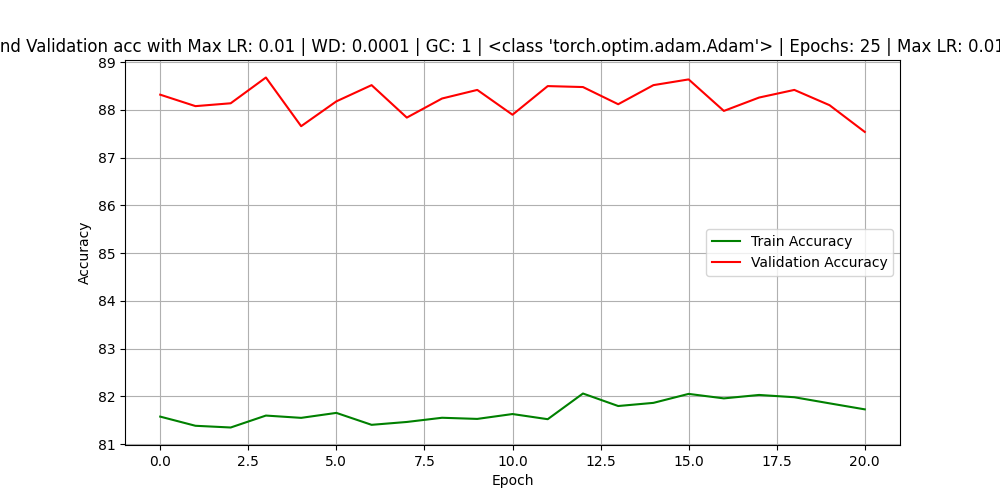 nd Validation acc with Max LR: 0.01 | WD: 0.0001 | GC: 1 | <class 'torch.optim.adam.Adam'> | Epochs: 25 | Max LR: 0.01
89
88
87
86
85
84
83
82
81
Accuracy
Train Accuracy
Validation Accuracy
0.0 2.5 5.0 7.5 10.0 12.5 15.0 17.5 20.0
Epoch